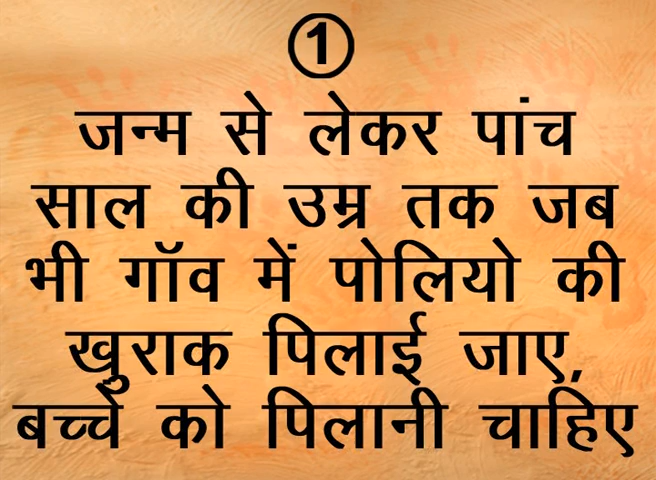 ①
जन्म से लेकर पांच
साल की उम्र तक जब
भी गॉव में पोलियो की
खुराक पिलाई जाए,
बच्चे को पिलानी चाहिए